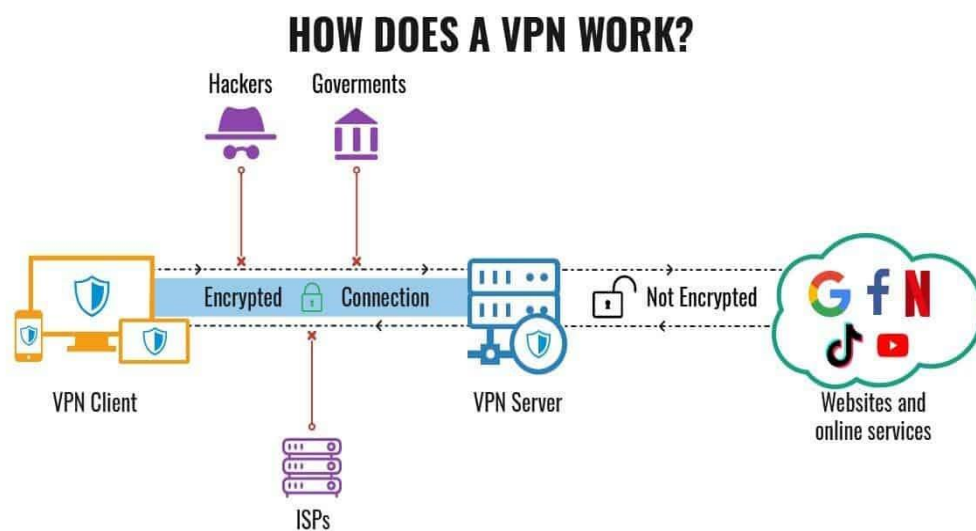 HOW DOES A VPN WORK?
Hackers
Goverments
Encrypted
Connection
Not Encrypted
G f N
VPN Client
VPN Server
Websites and
online services
ISPs